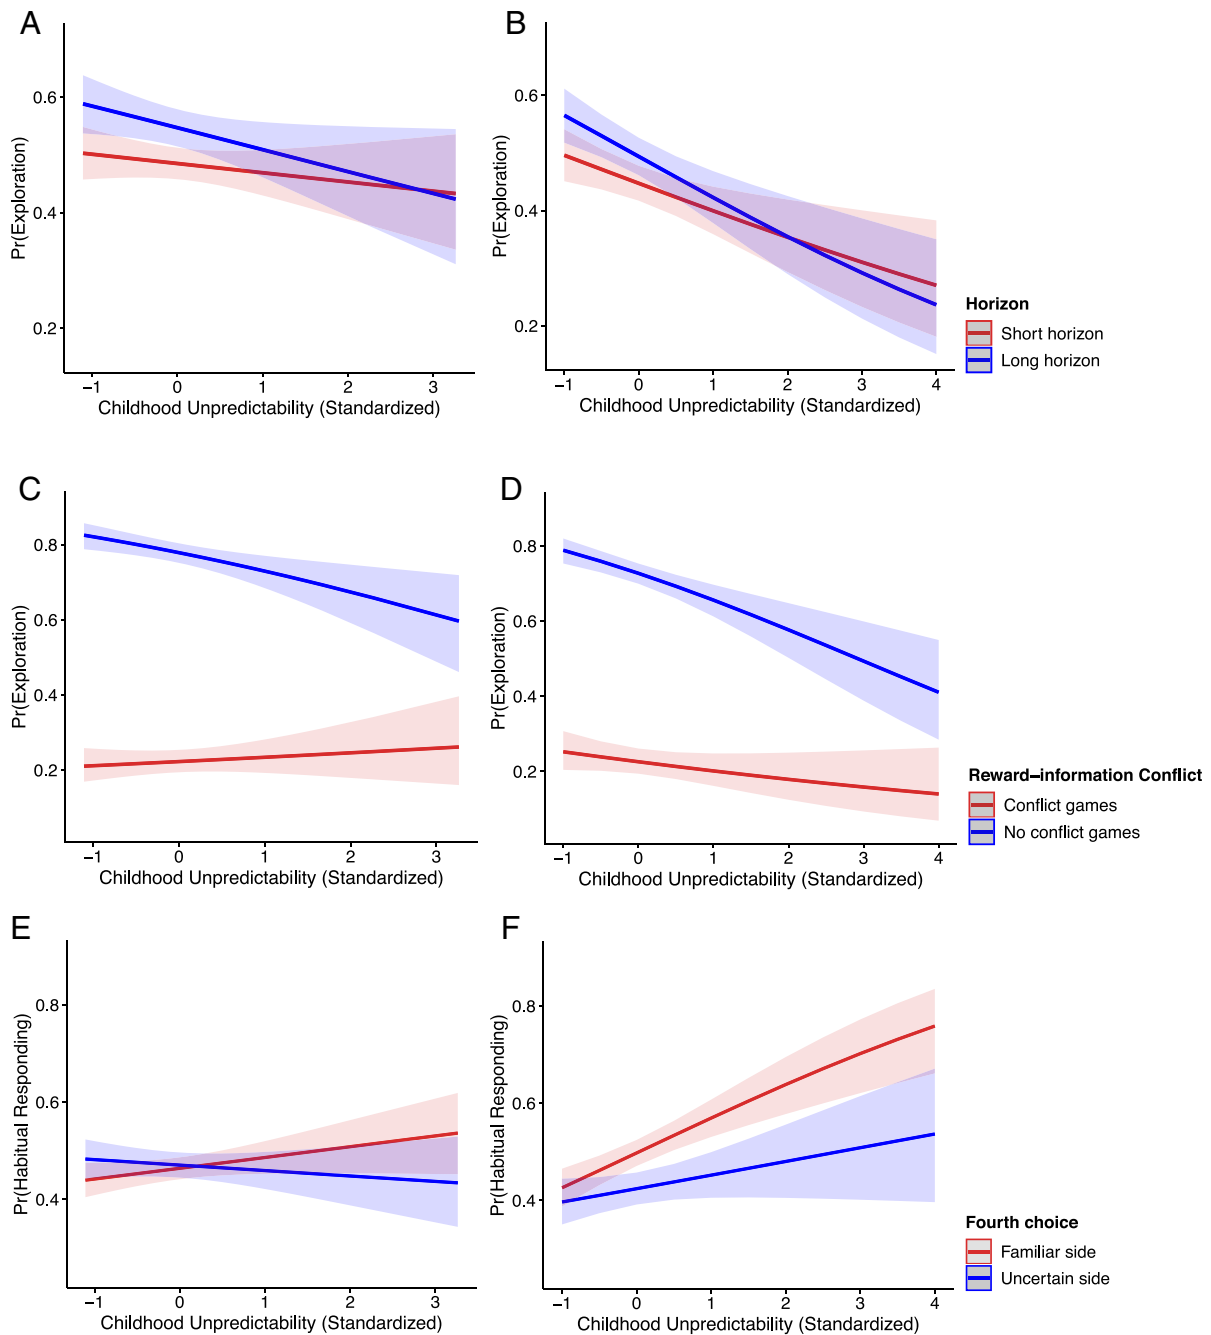 A
B
Pr(Exploration)
0.6
0.4
0.2
−1 0 1 2 3
Childhood Unpredictability (Standardized)
Pr(Exploration)
0.6
0.4
0.2
−1 0 1 2 3 4
Childhood Unpredictability (Standardized)
Horizon
Short horizon
Long horizon
C
D
Pr(Exploration)
0.8
0.6
0.4
0.2
−1 0 1 2 3
Childhood Unpredictability (Standardized)
Pr(Exploration)
0.8
0.6
0.4
0.2
−1 0 1 2 3 4
Childhood Unpredictability (Standardized)
Reward−information Conflict
Conflict games
No conflict games
E
F
Pr(Habitual Responding)
0.8
0.6
0.4
−1 0 1 2 3
Childhood Unpredictability (Standardized)
Pr(Habitual Responding)
0.8
0.6
0.4
−1 0 1 2 3 4
Childhood Unpredictability (Standardized)
Fourth choice
Familiar side
Uncertain side